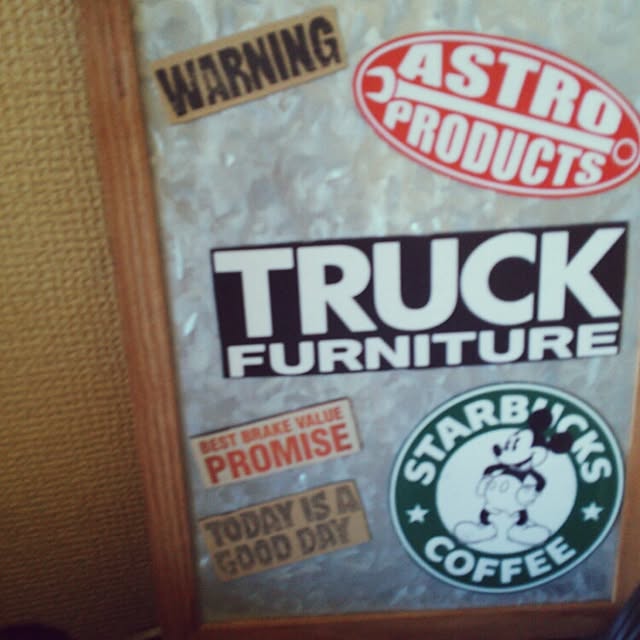 WARNING
ASTRO
PRODUCTS
TRUCK
FURNITURE
BEST BRAKE VALUE
PROMISE
TODAY IS A
GOOD DAY
STARBUCKS
COFFEE